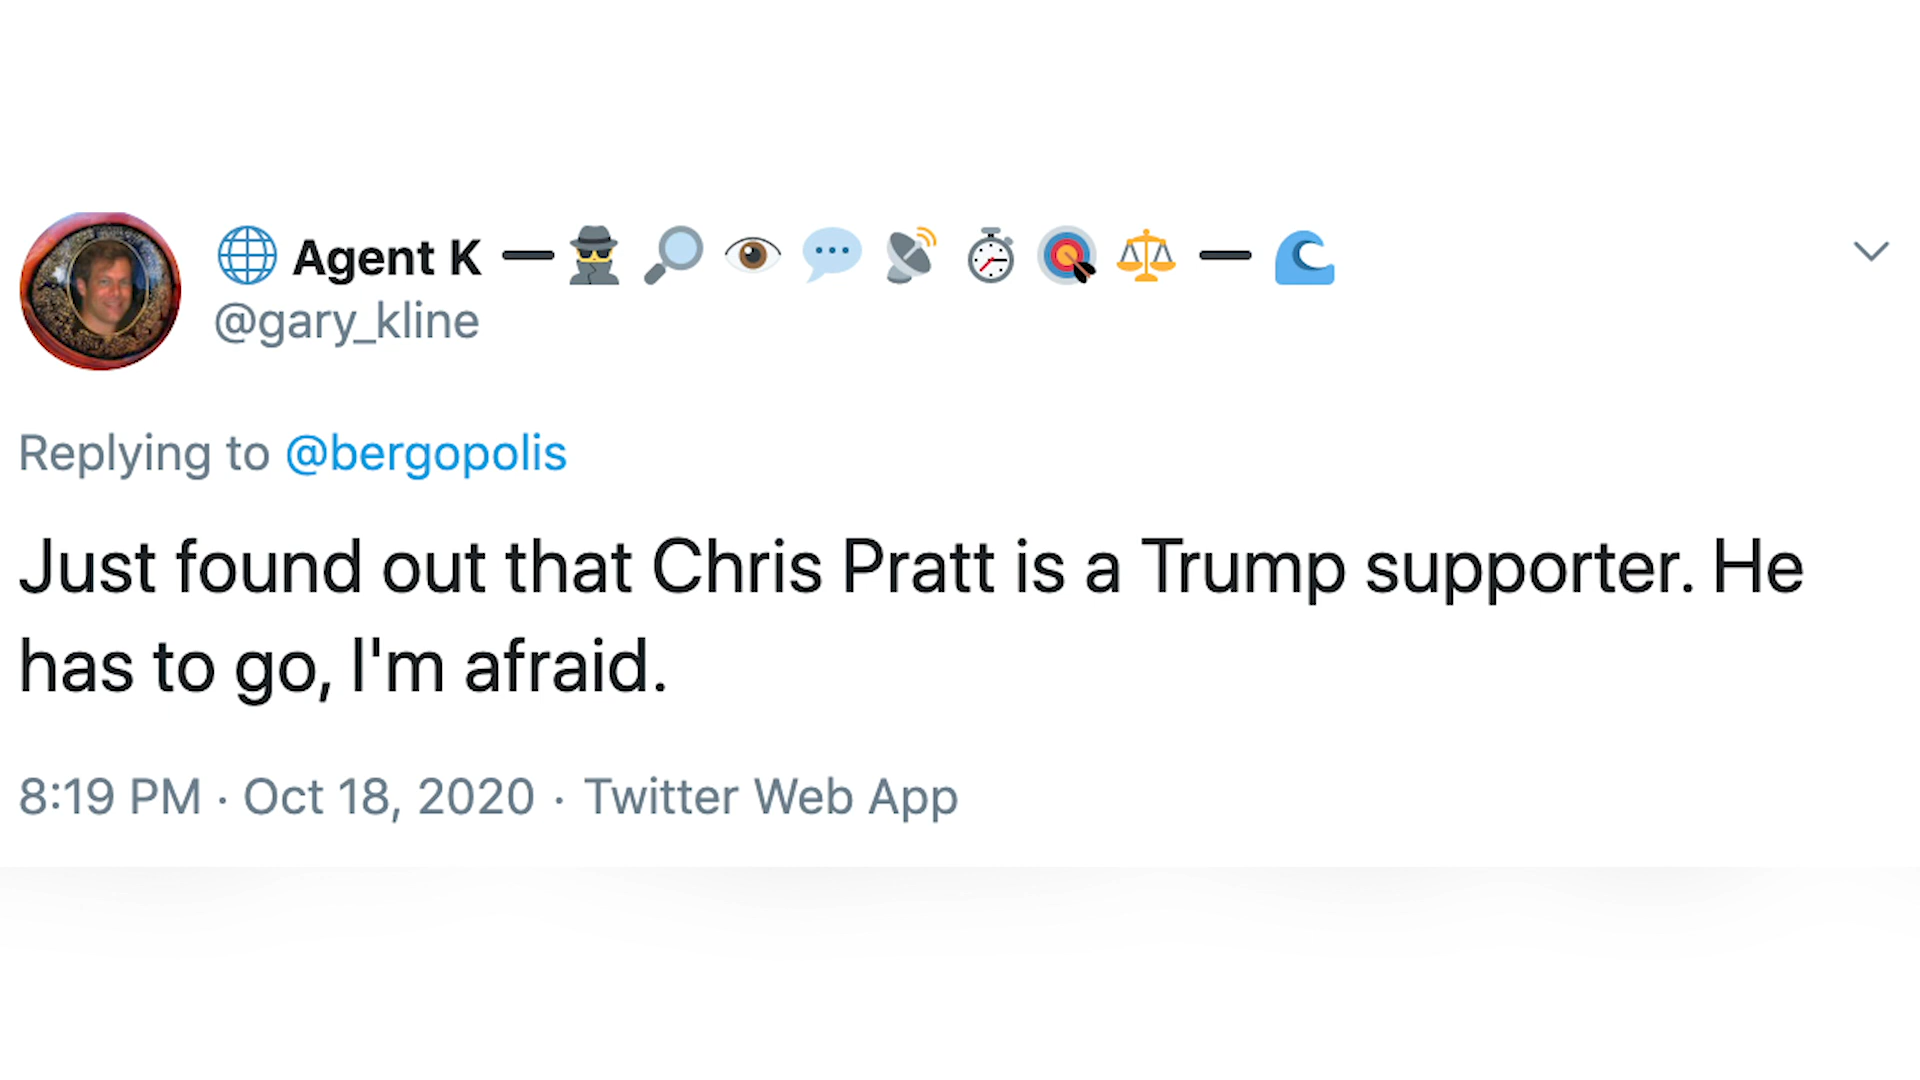 🌐 Agent K — 🕵️ 🔎 👁️ 💬 📡 ⏱️ 🎯 ⚖️ — 🌊
@gary_kline
Replying to @bergopolis
Just found out that Chris Pratt is a Trump supporter. He
has to go, I'm afraid.
8:19 PM · Oct 18, 2020 · Twitter Web App